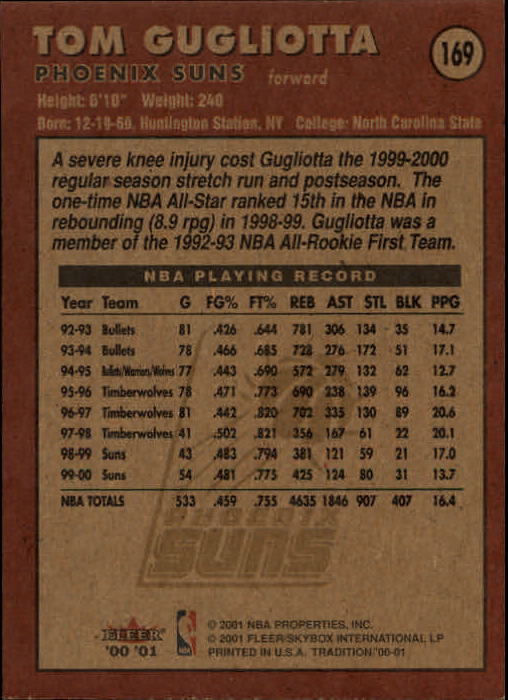 TOM GUGLIOTTA
169
PHOENIX SUNS forward
Height: 6'10" Weight: 240
Born: 12-19-69, Huntington Station, NY College: North Carolina State
A severe knee injury cost Gugliotta the 1999-2000
regular season stretch run and postseason. The
one-time NBA All-Star ranked 15th in the NBA in
rebounding (8.9 rpg) in 1998-99. Gugliotta was a
member of the 1992-93 NBA All-Rookie First Team.
NBA PLAYING RECORD
Year Team G FG% FT% REB AST STL BLK PPG
92-93 Bullets 81 .426 .644 781 306 134 35 14.7
93-94 Bullets 78 .466 .685 728 276 172 51 17.1
94-95 Bullets/Warriors/Wolves 77 .443 .690 572 279 132 62 12.7
95-96 Timberwolves 78 .471 .773 690 238 139 96 16.2
96-97 Timberwolves 81 .442 .820 702 335 130 89 20.6
97-98 Timberwolves 41 .502 .821 356 167 61 22 20.1
98-99 Suns 43 .483 .794 381 121 59 21 17.0
99-00 Suns 54 .481 .775 425 124 80 31 13.7
NBA TOTALS 533 .459 .755 4635 1846 907 407 16.4
PHOENIX
SUNS
FLEER
'00 '01
NBA
© 2001 NBA PROPERTIES, INC.
© 2001 FLEER/SKYBOX INTERNATIONAL LP
PRINTED IN U.S.A. TRADITION '00-01